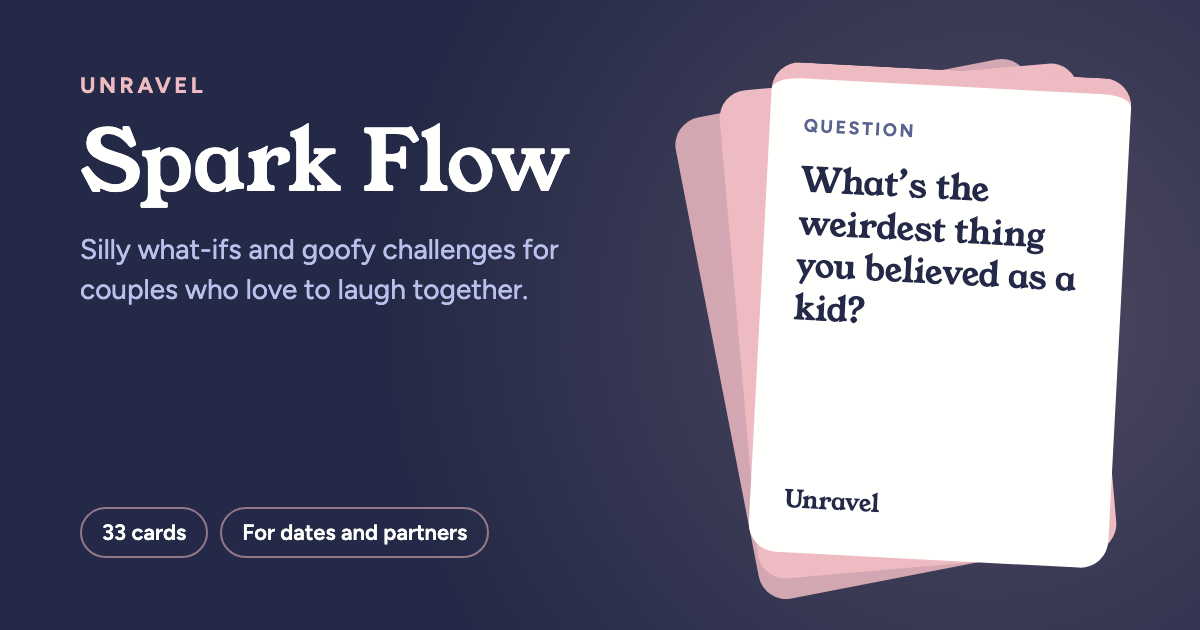 UNRAVEL
Spark Flow
Silly what-ifs and goofy challenges for
couples who love to laugh together.
33 cards
For dates and partners
QUESTION
What’s the
weirdest thing
you believed as a
kid?
Unravel